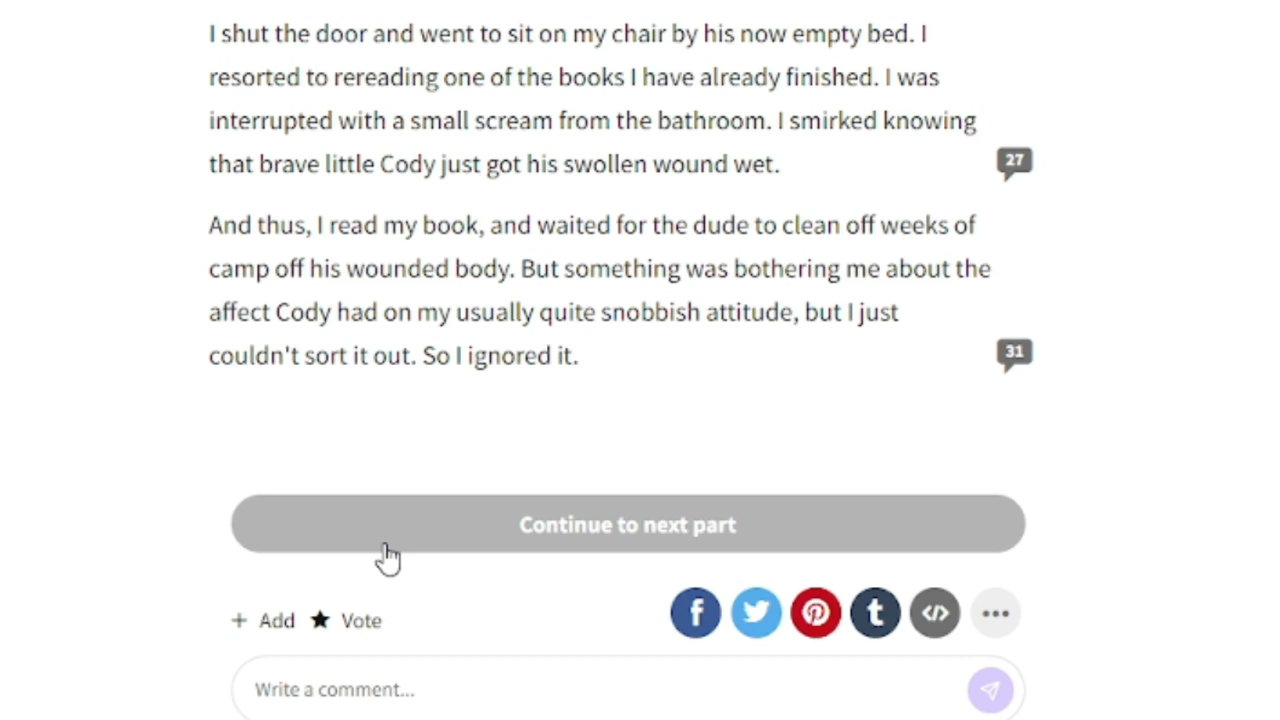 I shut the door and went to sit on my chair by his now empty bed. I
resorted to rereading one of the books I have already finished. I was
interrupted with a small scream from the bathroom. I smirked knowing
that brave little Cody just got his swollen wound wet.
27
And thus, I read my book, and waited for the dude to clean off weeks of
camp off his wounded body. But something was bothering me about the
affect Cody had on my usually quite snobbish attitude, but I just
couldn't sort it out. So I ignored it.
31
Continue to next part
+ Add ★ Vote
Write a comment...